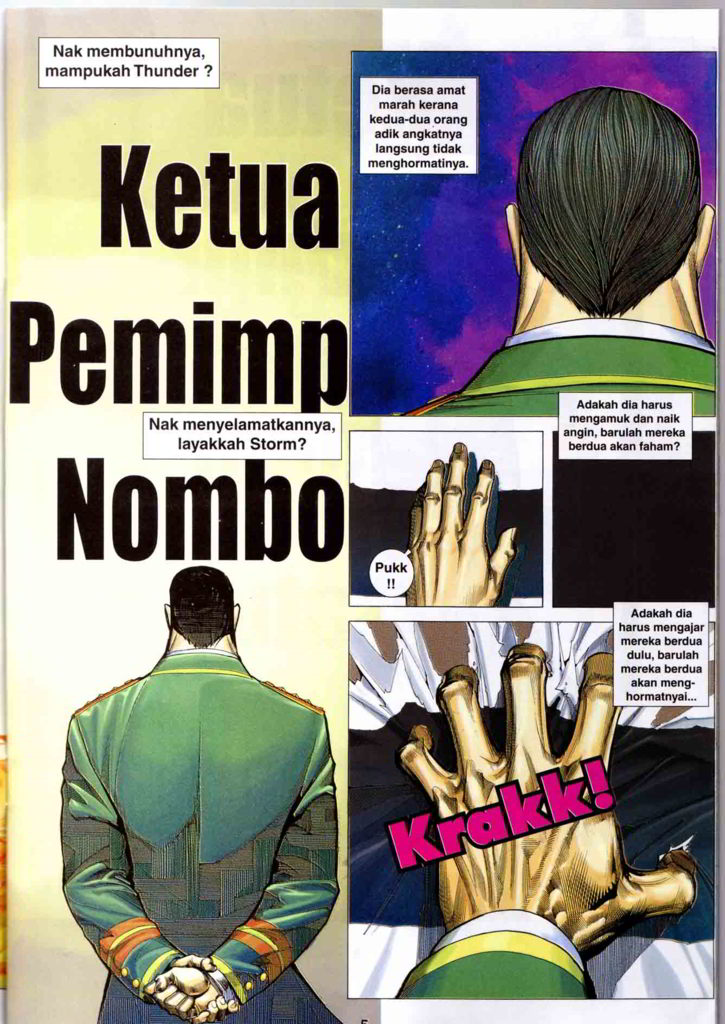 Nak membunuhnya,
mampukah Thunder ?
Ketua
Pemimp
Nak menyelamatkannya,
layakkah Storm?
Nombo
Dia berasa amat
marah kerana
kedua-dua orang
adik angkatnya
langsung tidak
menghormatinya.
Adakah dia harus
mengamuk dan naik
angin, barulah mereka
berdua akan faham?
Pukk
!!
Adakah dia
harus mengajar
mereka berdua
dulu, barulah
mereka berdua
akan meng-
hormatnyai...
Krakk!
5